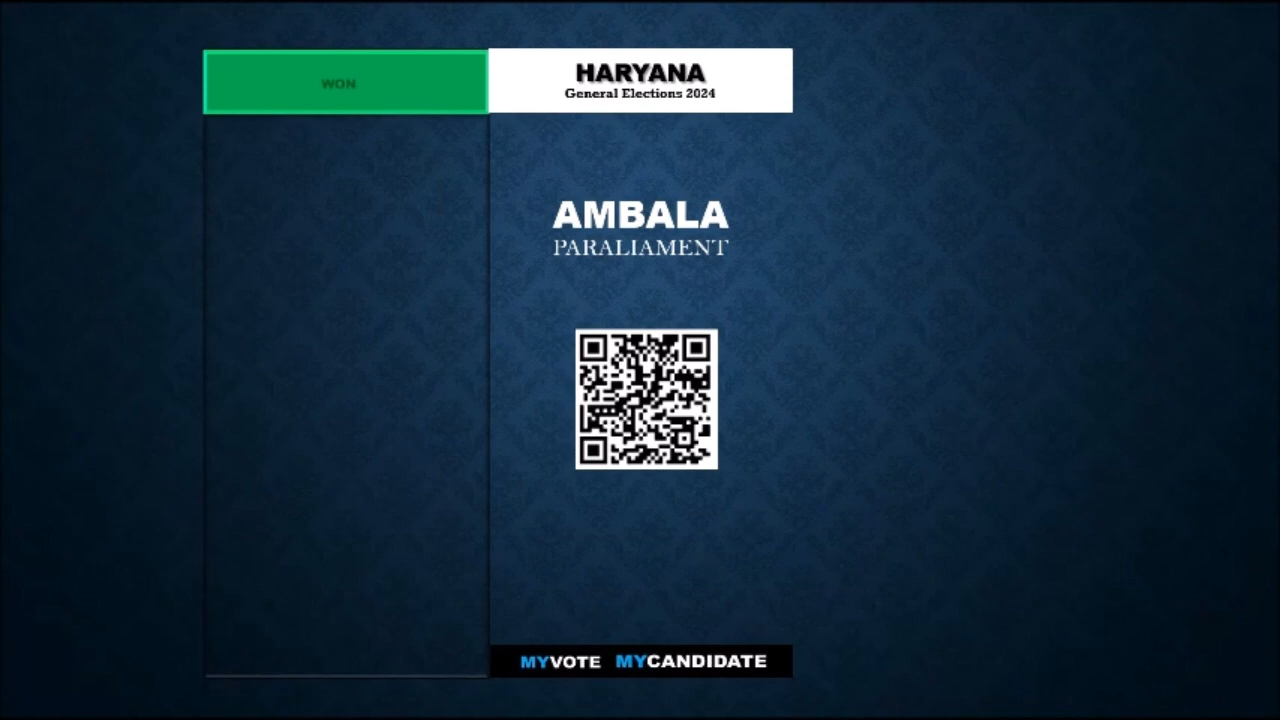 WON
HARYANA
General Elections 2024
AMBALA
PARALIAMENT
MYVOTE MYCANDIDATE